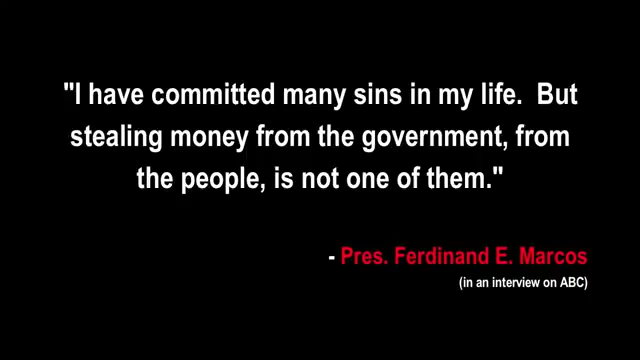 "I have committed many sins in my life.  But
stealing money from the government, from
the people, is not one of them."
- Pres. Ferdinand E. Marcos
(in an interview on ABC)